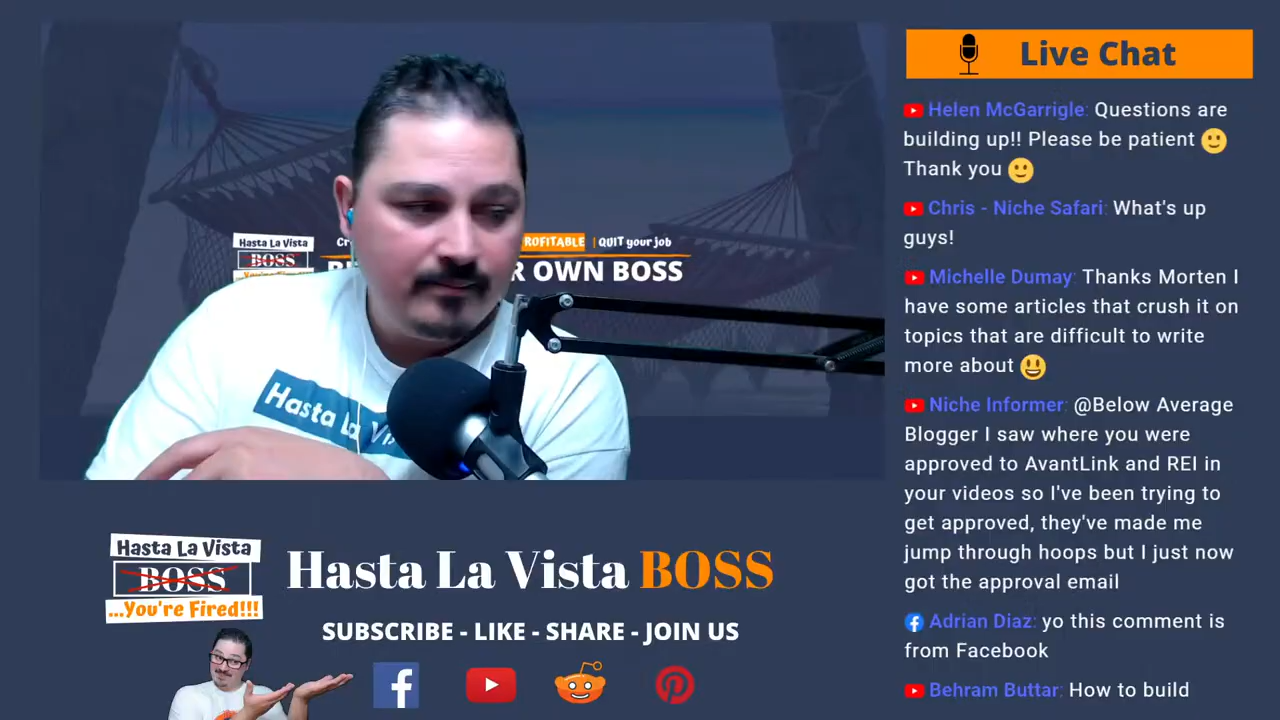 Live Chat
Helen McGarrigle: Questions are
building up!! Please be patient 🙂
Thank you 🙂
Chris - Niche Safari: What's up
guys!
Michelle Dumay: Thanks Morten I
have some articles that crush it on
topics that are difficult to write
more about 😃
Niche Informer: @Below Average
Blogger I saw where you were
approved to AvantLink and REI in
your videos so I've been trying to
get approved, they've made me
jump through hoops but I just now
got the approval email
Adrian Diaz: yo this comment is
from Facebook
Behram Buttar: How to build
Hasta La Vista
BOSS
ROFITABLE | QUIT your job
R OWN BOSS
Hasta La Vi
Hasta La Vista
BOSS
...You're Fired!!!
Hasta La Vista BOSS
SUBSCRIBE - LIKE - SHARE - JOIN US